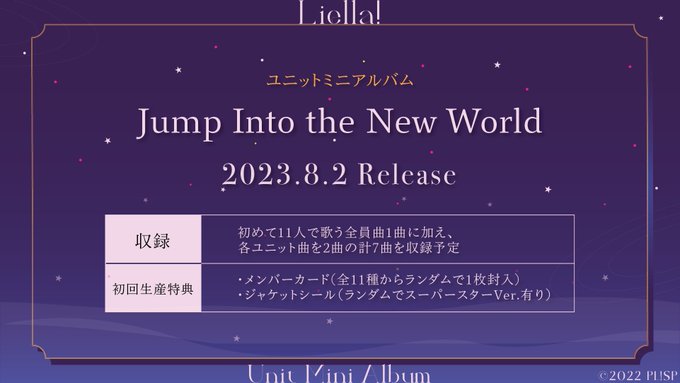 Liella!
ユニットミニアルバム
Jump Into the New World
2023.8.2 Release
収録
初めて11人で歌う全員曲1曲に加え、
各ユニット曲を2曲の計7曲を収録予定
初回生産特典
・メンバーカード（全11種からランダムで1枚封入）
・ジャケットシール（ランダムでスーパースターVer.有り）
Unit Mini Album
©2022 PL!SP